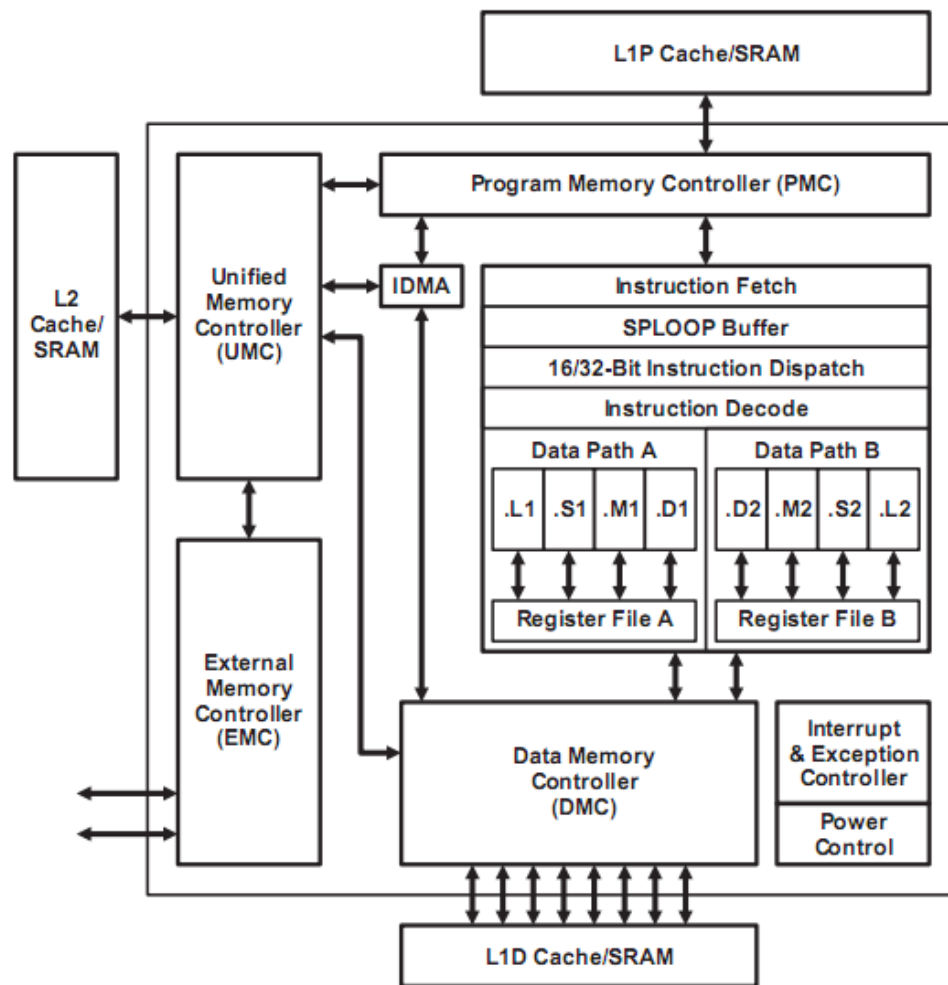 L1P Cache/SRAM
L2
Cache/
SRAM
Unified
Memory
Controller
(UMC)
Program Memory Controller (PMC)
IDMA
Instruction Fetch
SPLOOP Buffer
16/32-Bit Instruction Dispatch
Instruction Decode
Data Path A
Data Path B
.L1 .S1 .M1 .D1
.D2 .M2 .S2 .L2
Register File A
Register File B
External
Memory
Controller
(EMC)
Data Memory
Controller
(DMC)
Interrupt
& Exception
Controller
Power
Control
L1D Cache/SRAM